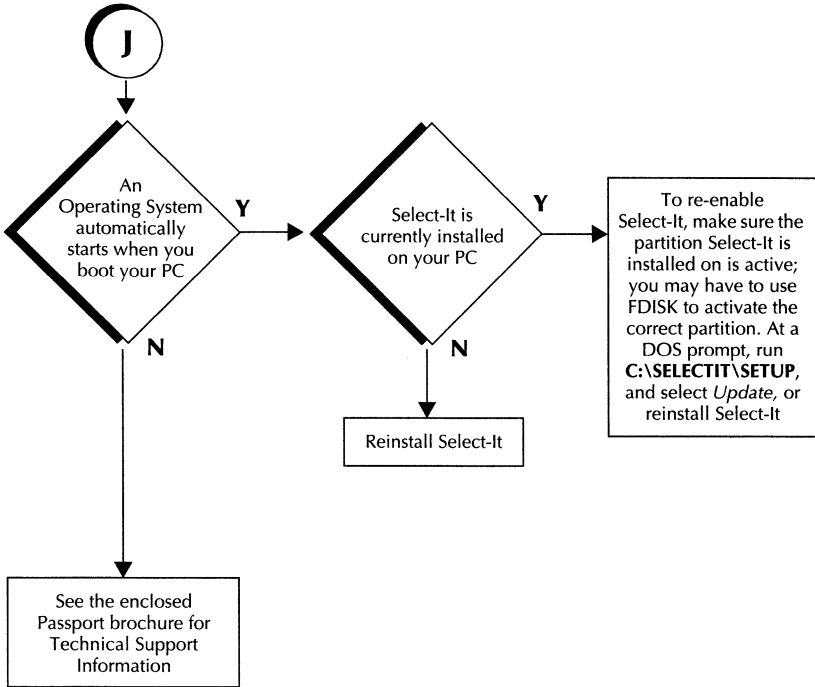 J
An
Operating System
automatically
starts when you
boot your PC
Y
N
Select-It is
currently installed
on your PC
Y
N
To re-enable
Select-It, make sure the
partition Select-It is
installed on is active;
you may have to use
FDISK to activate the
correct partition. At a
DOS prompt, run
C:\SELECTIT\SETUP,
and select Update, or
reinstall Select-It
Reinstall Select-It
See the enclosed
Passport brochure for
Technical Support
Information